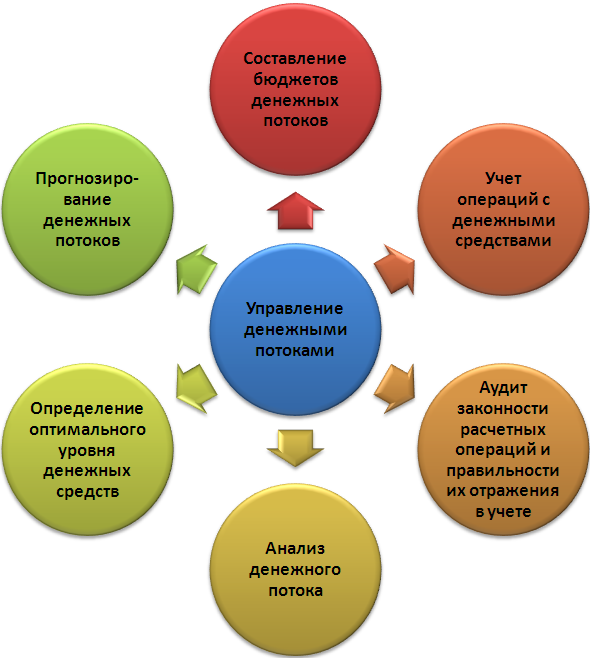 Составление
бюджетов
денежных
потоков
Прогнозиро-
вание
денежных
потоков
Учет
операций с
денежными
средствами
Управление
денежными
потоками
Определение
оптимального
уровня
денежных
средств
Аудит
законности
расчетных
операций и
правильности
их отражения
в учете
Анализ
денежного
потока